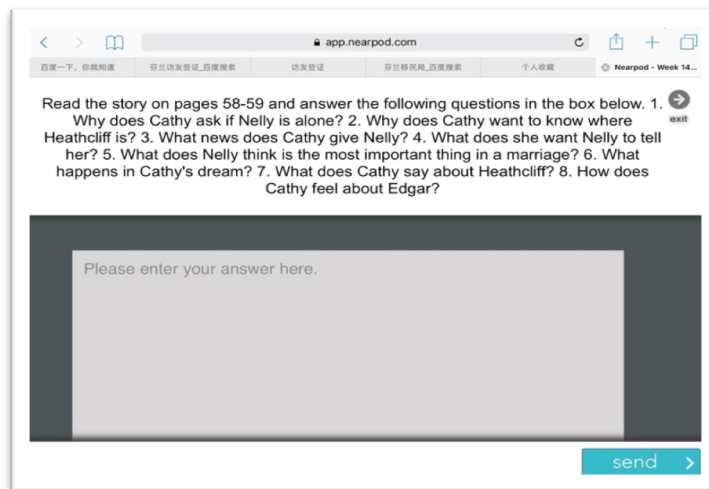 app.nearpod.com
百度一下，你就知道 芬兰访友签证_百度搜索 访友签证 芬兰移民局_百度搜索 个人收藏 Nearpod - Week 14...
Read the story on pages 58-59 and answer the following questions in the box below. 1.
exit
Why does Cathy ask if Nelly is alone? 2. Why does Cathy want to know where
Heathcliff is? 3. What news does Cathy give Nelly? 4. What does she want Nelly to tell
her? 5. What does Nelly think is the most important thing in a marriage? 6. What
happens in Cathy's dream? 7. What does Cathy say about Heathcliff? 8. How does
Cathy feel about Edgar?
Please enter your answer here.
send